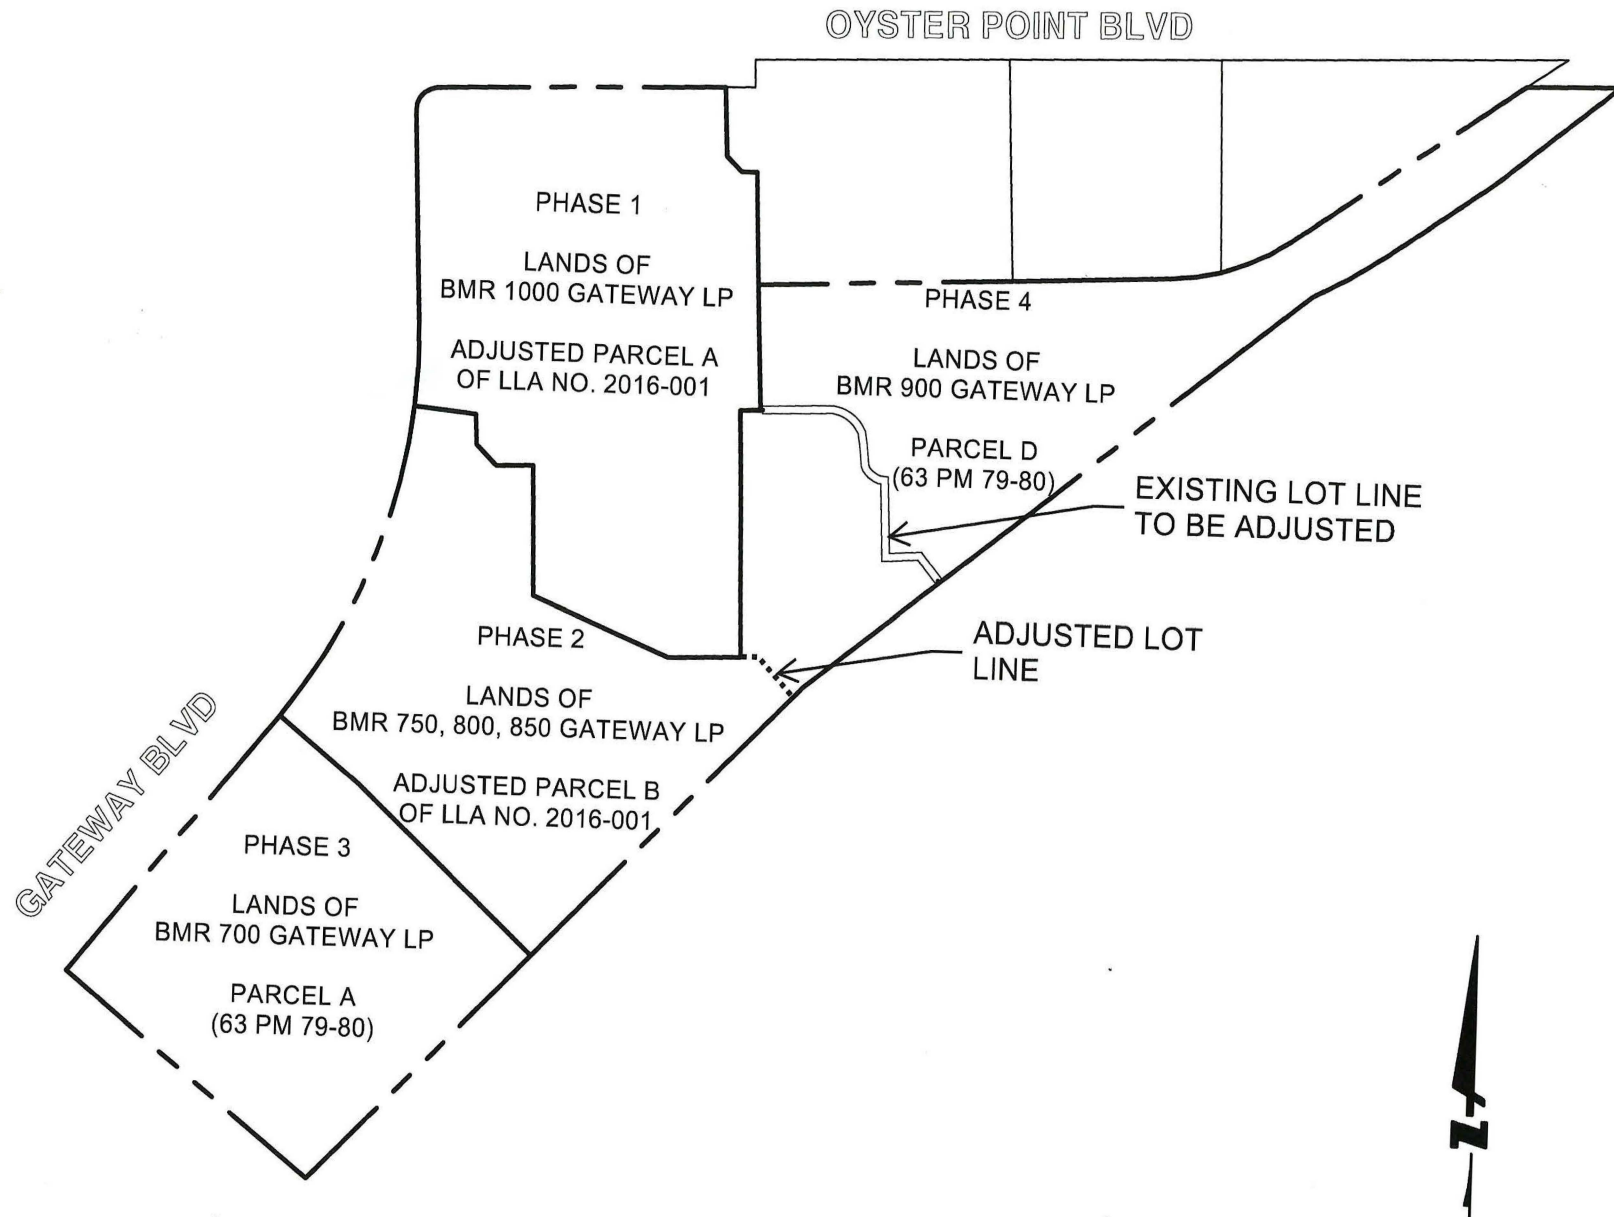 OYSTER POINT BLVD
PHASE 1
LANDS OF
BMR 1000 GATEWAY LP
ADJUSTED PARCEL A
OF LLA NO. 2016-001
PHASE 4
LANDS OF
BMR 900 GATEWAY LP
PARCEL D
(63 PM 79-80)
EXISTING LOT LINE
TO BE ADJUSTED
ADJUSTED LOT
LINE
PHASE 2
LANDS OF
BMR 750, 800, 850 GATEWAY LP
ADJUSTED PARCEL B
OF LLA NO. 2016-001
GATEWAY BLVD
PHASE 3
LANDS OF
BMR 700 GATEWAY LP
PARCEL A
(63 PM 79-80)
Z